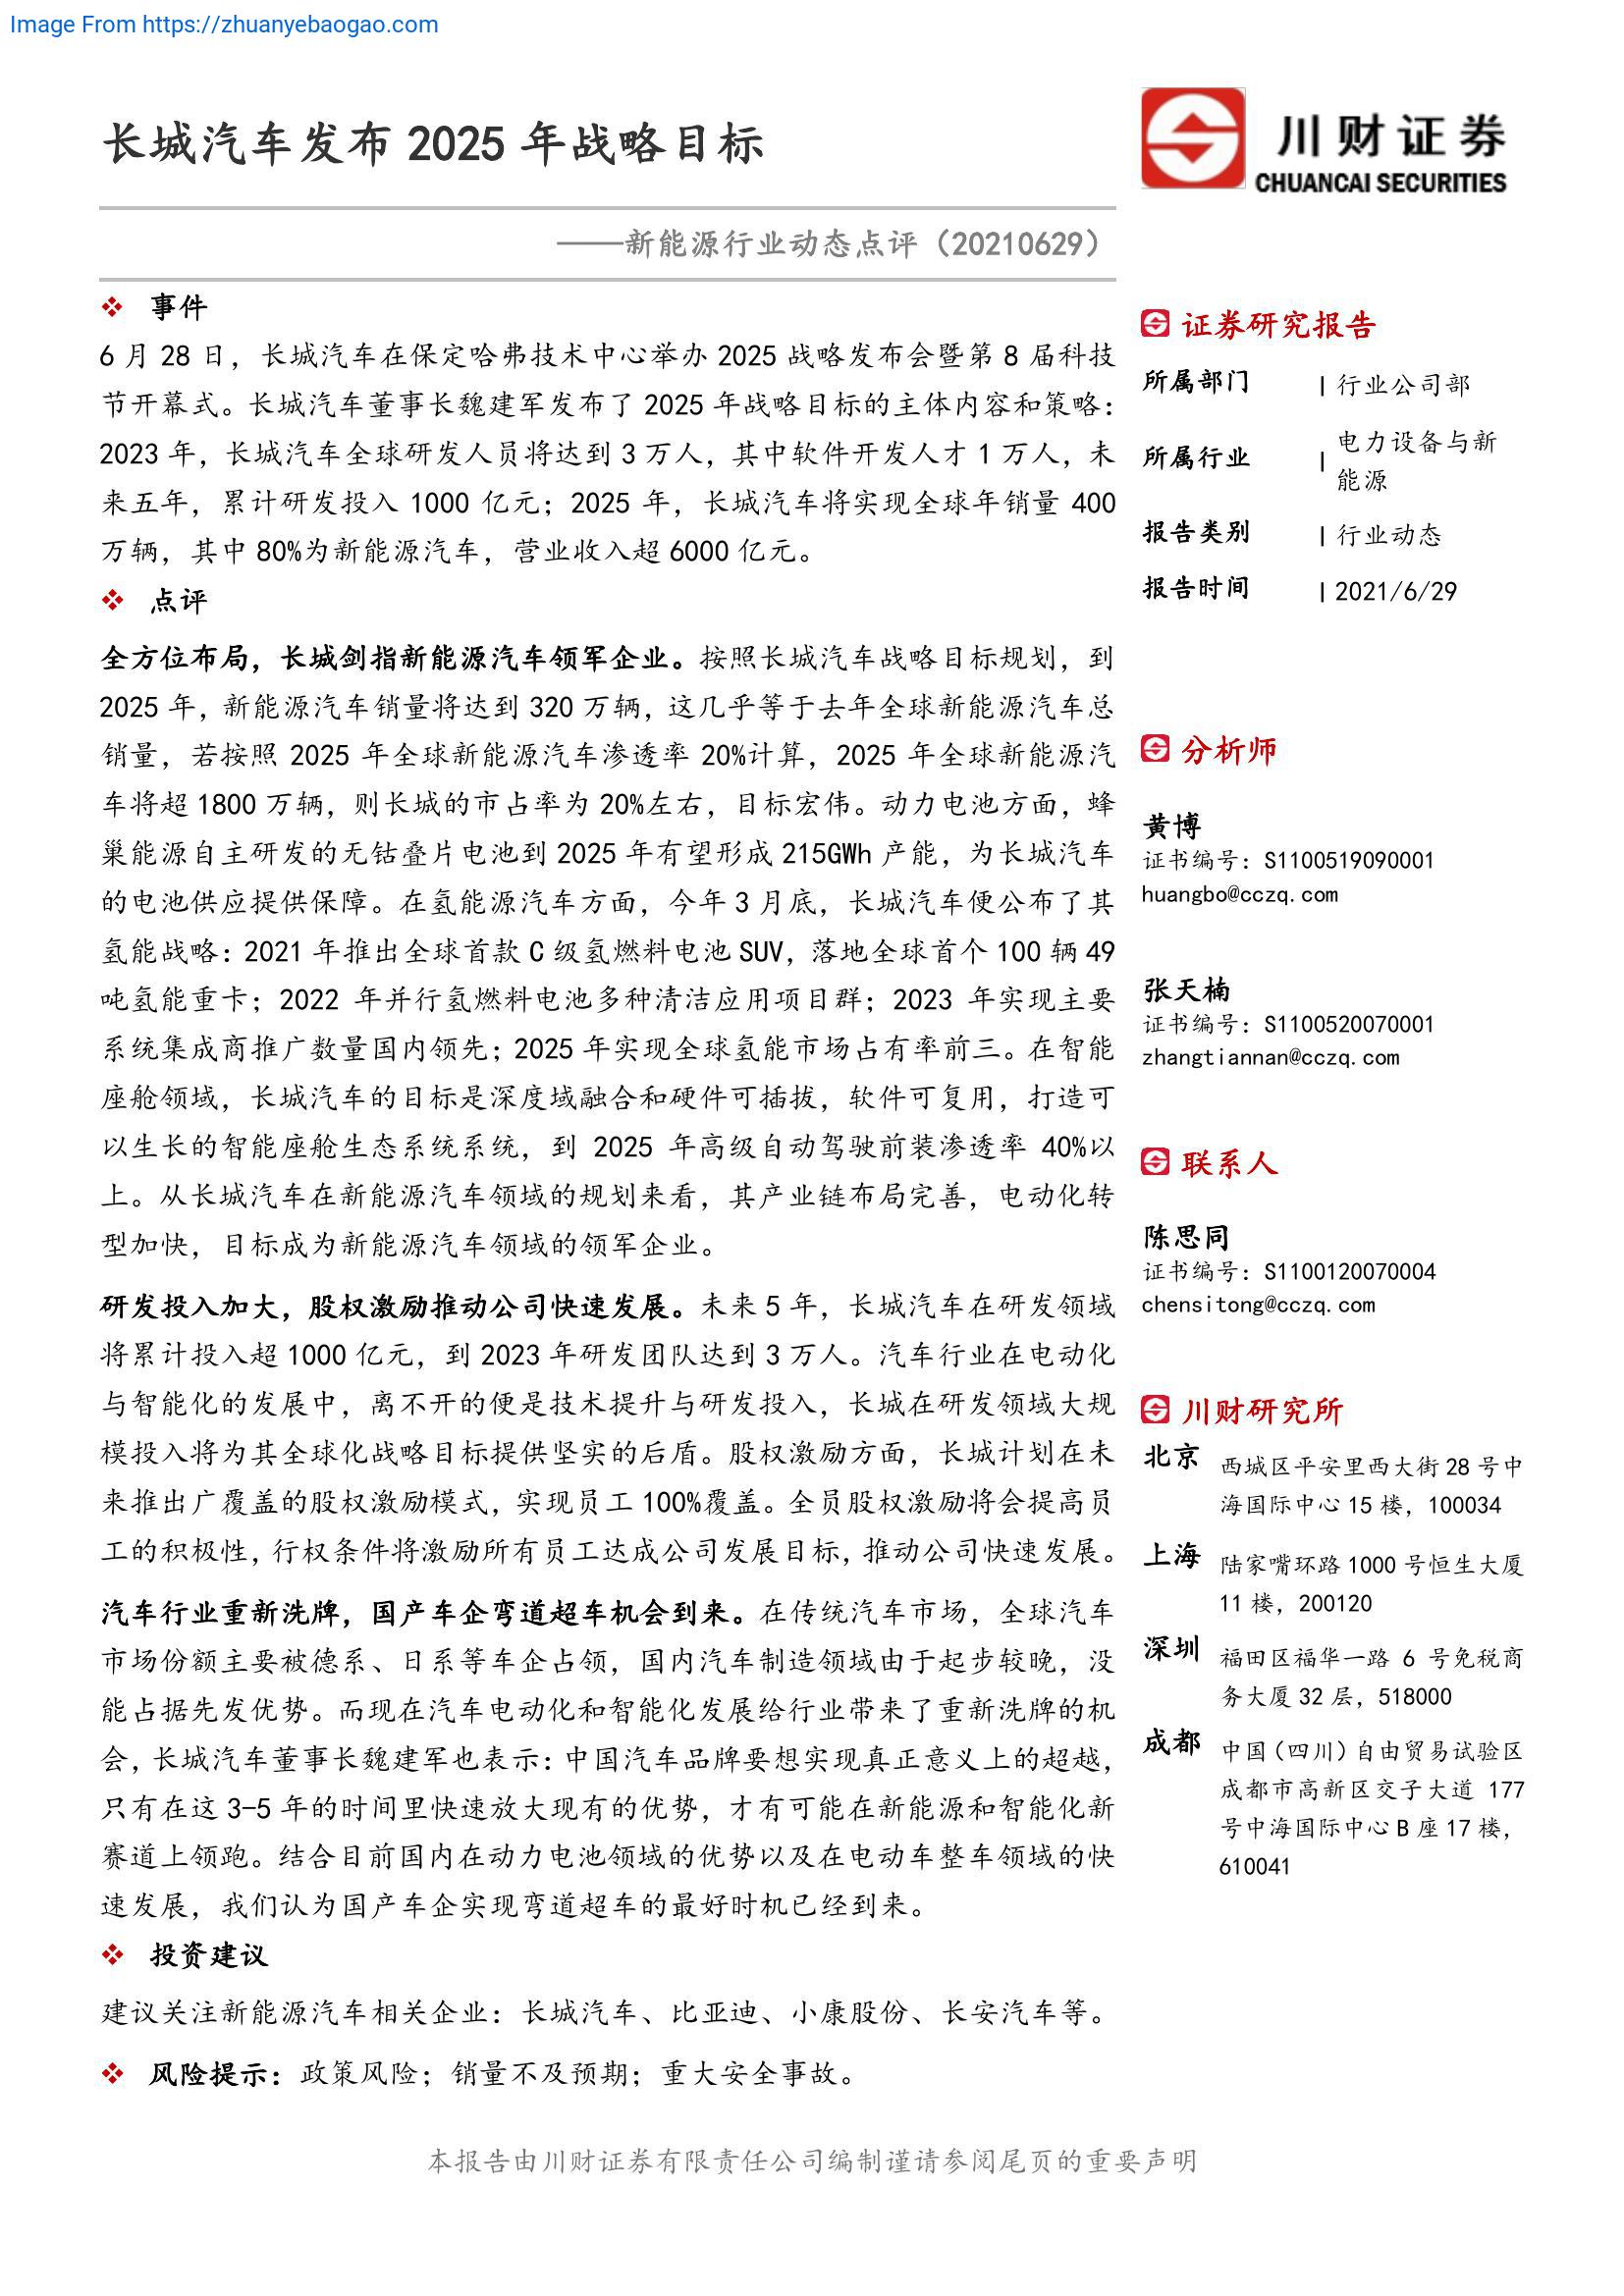 Image From https://zhuanyebaogao.com
长城汽车发布 2025 年战略目标
川财证券
CHUANCAI SECURITIES
——新能源行业动态点评（20210629）
❖ 事件
6 月 28 日，长城汽车在保定哈弗技术中心举办 2025 战略发布会暨第 8 届科技
节开幕式。长城汽车董事长魏建军发布了 2025 年战略目标的主体内容和策略：
2023 年，长城汽车全球研发人员将达到 3 万人，其中软件开发人才 1 万人，未
来五年，累计研发投入 1000 亿元；2025 年，长城汽车将实现全球年销量 400
万辆，其中 80%为新能源汽车，营业收入超 6000 亿元。
❖ 点评
全方位布局，长城剑指新能源汽车领军企业。按照长城汽车战略目标规划，到
2025 年，新能源汽车销量将达到 320 万辆，这几乎等于去年全球新能源汽车总
销量，若按照 2025 年全球新能源汽车渗透率 20%计算，2025 年全球新能源汽
车将超 1800 万辆，则长城的市占率为 20%左右，目标宏伟。动力电池方面，蜂
巢能源自主研发的无钴叠片电池到 2025 年有望形成 215GWh 产能，为长城汽车
的电池供应提供保障。在氢能源汽车方面，今年 3 月底，长城汽车便公布了其
氢能战略：2021 年推出全球首款 C 级氢燃料电池 SUV，落地全球首个 100 辆 49
吨氢能重卡；2022 年并行氢燃料电池多种清洁应用项目群；2023 年实现主要
系统集成商推广数量国内领先；2025 年实现全球氢能市场占有率前三。在智能
座舱领域，长城汽车的目标是深度域融合和硬件可插拔，软件可复用，打造可
以生长的智能座舱生态系统系统，到 2025 年高级自动驾驶前装渗透率 40%以
上。从长城汽车在新能源汽车领域的规划来看，其产业链布局完善，电动化转
型加快，目标成为新能源汽车领域的领军企业。
研发投入加大，股权激励推动公司快速发展。未来 5 年，长城汽车在研发领域
将累计投入超 1000 亿元，到 2023 年研发团队达到 3 万人。汽车行业在电动化
与智能化的发展中，离不开的便是技术提升与研发投入，长城在研发领域大规
模投入将为其全球化战略目标提供坚实的后盾。股权激励方面，长城计划在未
来推出广覆盖的股权激励模式，实现员工 100%覆盖。全员股权激励将会提高员
工的积极性，行权条件将激励所有员工达成公司发展目标，推动公司快速发展。
汽车行业重新洗牌，国产车企弯道超车机会到来。在传统汽车市场，全球汽车
市场份额主要被德系、日系等车企占领，国内汽车制造领域由于起步较晚，没
能占据先发优势。而现在汽车电动化和智能化发展给行业带来了重新洗牌的机
会，长城汽车董事长魏建军也表示：中国汽车品牌要想实现真正意义上的超越，
只有在这 3-5 年的时间里快速放大现有的优势，才有可能在新能源和智能化新
赛道上领跑。结合目前国内在动力电池领域的优势以及在电动车整车领域的快
速发展，我们认为国产车企实现弯道超车的最好时机已经到来。
❖ 投资建议
建议关注新能源汽车相关企业：长城汽车、比亚迪、小康股份、长安汽车等。
❖ 风险提示：政策风险；销量不及预期；重大安全事故。
证券研究报告
所属部门 | 行业公司部
所属行业 | 电力设备与新
能源
报告类别 | 行业动态
报告时间 | 2021/6/29
分析师
黄博
证书编号：S1100519090001
huangbo@cczq.com
张天楠
证书编号：S1100520070001
zhangtiannan@cczq.com
联系人
陈思同
证书编号：S1100120070004
chensitong@cczq.com
川财研究所
北京 西城区平安里西大街 28 号中
海国际中心 15 楼，100034
上海 陆家嘴环路 1000 号恒生大厦
11 楼，200120
深圳 福田区福华一路 6 号免税商
务大厦 32 层，518000
成都 中国（四川）自由贸易试验区
成都市高新区交子大道 177
号中海国际中心 B 座 17 楼，
610041
本报告由川财证券有限责任公司编制谨请参阅尾页的重要声明